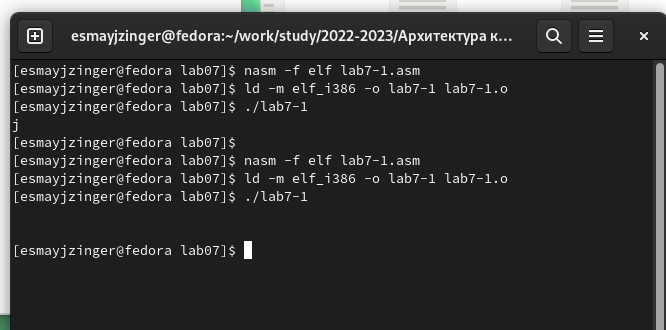 esmayjzinger@fedora:~/work/study/2022-2023/Архитектура к...
[esmayjzinger@fedora lab07]$ nasm -f elf lab7-1.asm
[esmayjzinger@fedora lab07]$ ld -m elf_i386 -o lab7-1 lab7-1.o
[esmayjzinger@fedora lab07]$ ./lab7-1
j
[esmayjzinger@fedora lab07]$
[esmayjzinger@fedora lab07]$ nasm -f elf lab7-1.asm
[esmayjzinger@fedora lab07]$ ld -m elf_i386 -o lab7-1 lab7-1.o
[esmayjzinger@fedora lab07]$ ./lab7-1
[esmayjzinger@fedora lab07]$